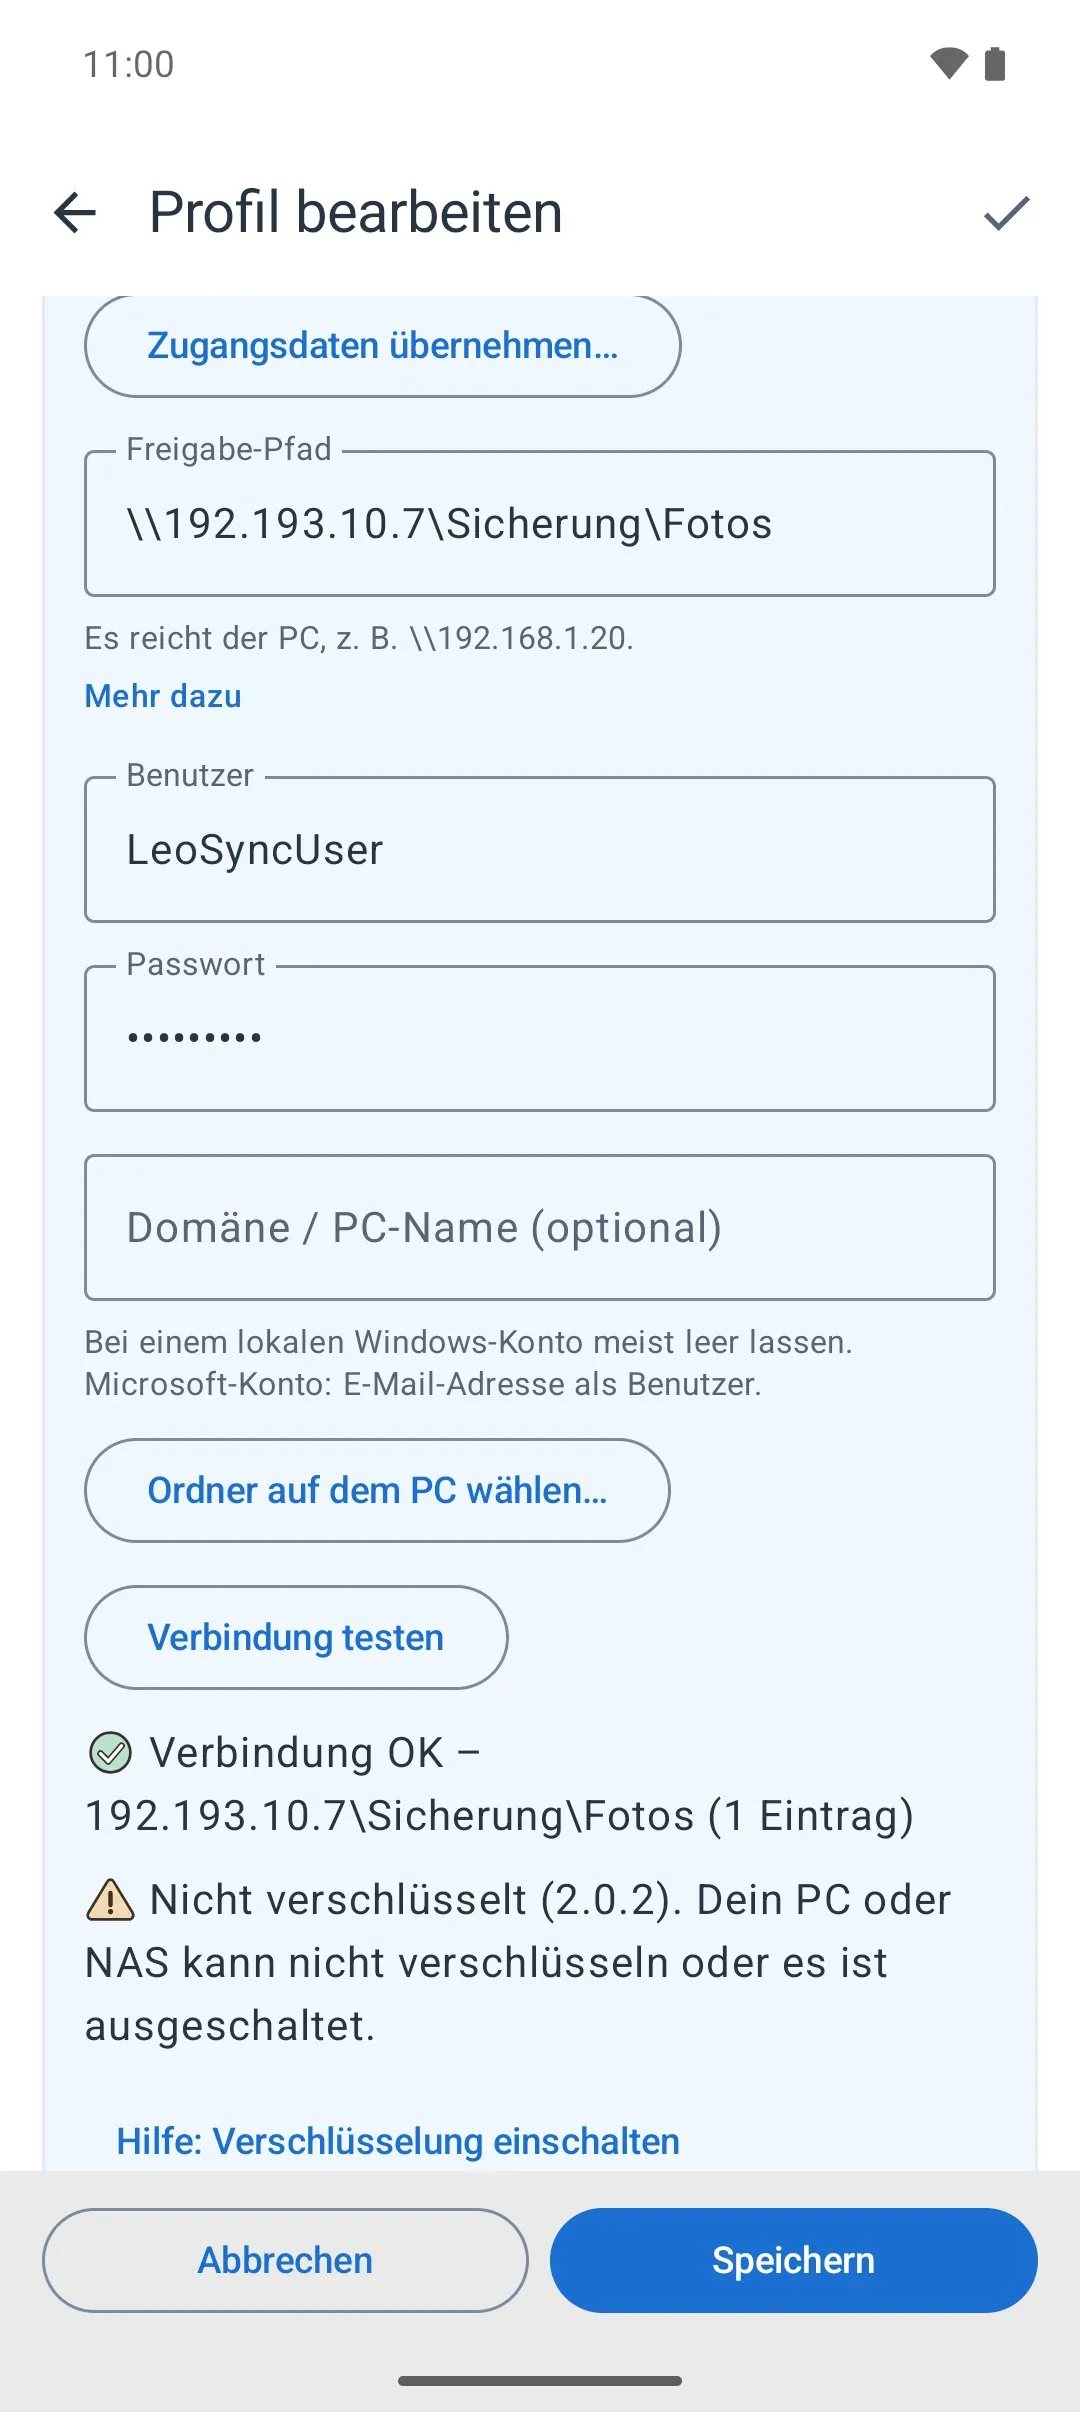 11:00
Profil bearbeiten
Zugangsdaten übernehmen…
Freigabe-Pfad
\\192.193.10.7\Sicherung\Fotos
Es reicht der PC, z. B. \\192.168.1.20.
Mehr dazu
Benutzer
LeoSyncUser
Passwort
•••••••••
Domäne / PC-Name (optional)
Bei einem lokalen Windows-Konto meist leer lassen.
Microsoft-Konto: E-Mail-Adresse als Benutzer.
Ordner auf dem PC wählen…
Verbindung testen
Verbindung OK –
192.193.10.7\Sicherung\Fotos (1 Eintrag)
Nicht verschlüsselt (2.0.2). Dein PC oder
NAS kann nicht verschlüsseln oder es ist
ausgeschaltet.
Hilfe: Verschlüsselung einschalten
Abbrechen
Speichern